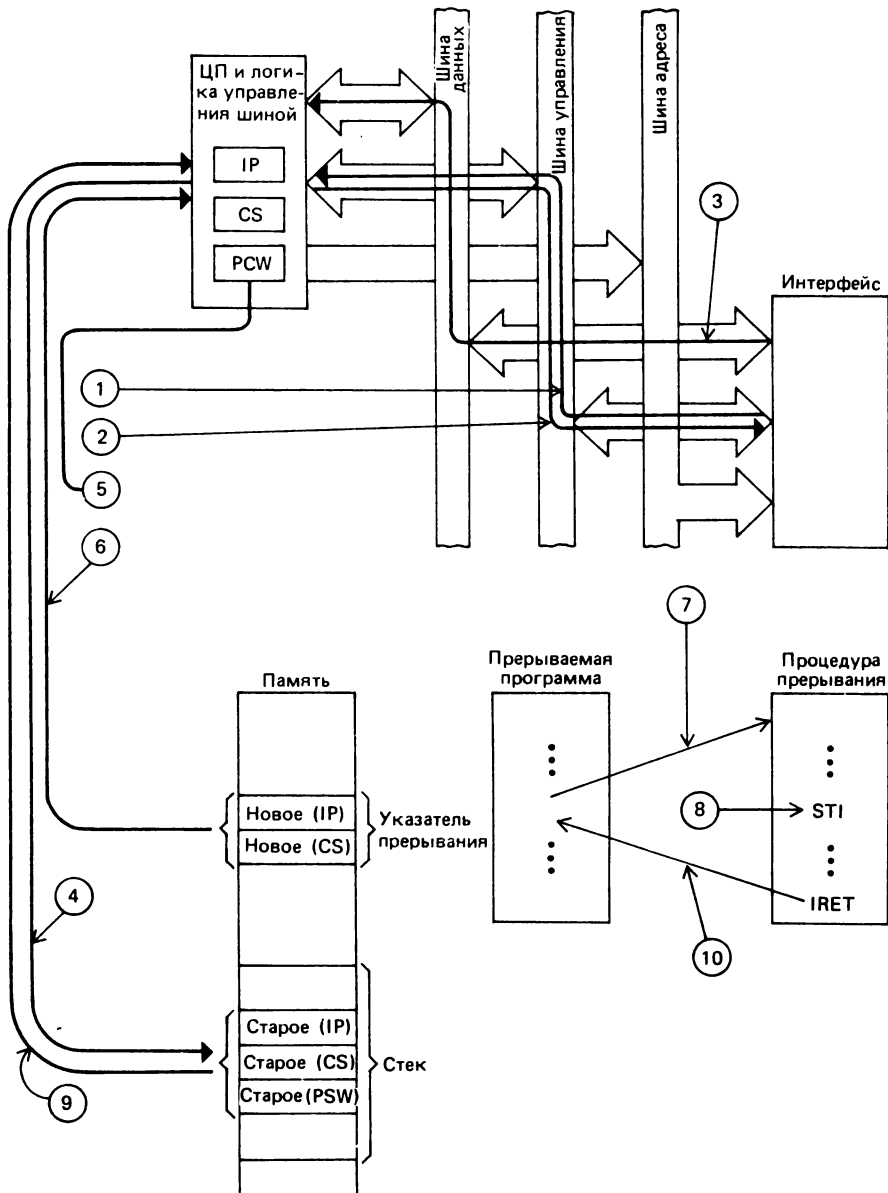 ЦП и логи-
ка управле-
ния шиной
IP
CS
PCW
Шина
данных
Шина управления
Шина адреса
3
Интерфейс
1
2
5
6
7
Память
Прерываемая
программа
Процедура
прерывания
Новое (IP)
Новое (CS)
Указатель
прерывания
8
STI
IRET
4
10
Старое (IP)
Старое (CS)
Старое (PSW)
Стек
9